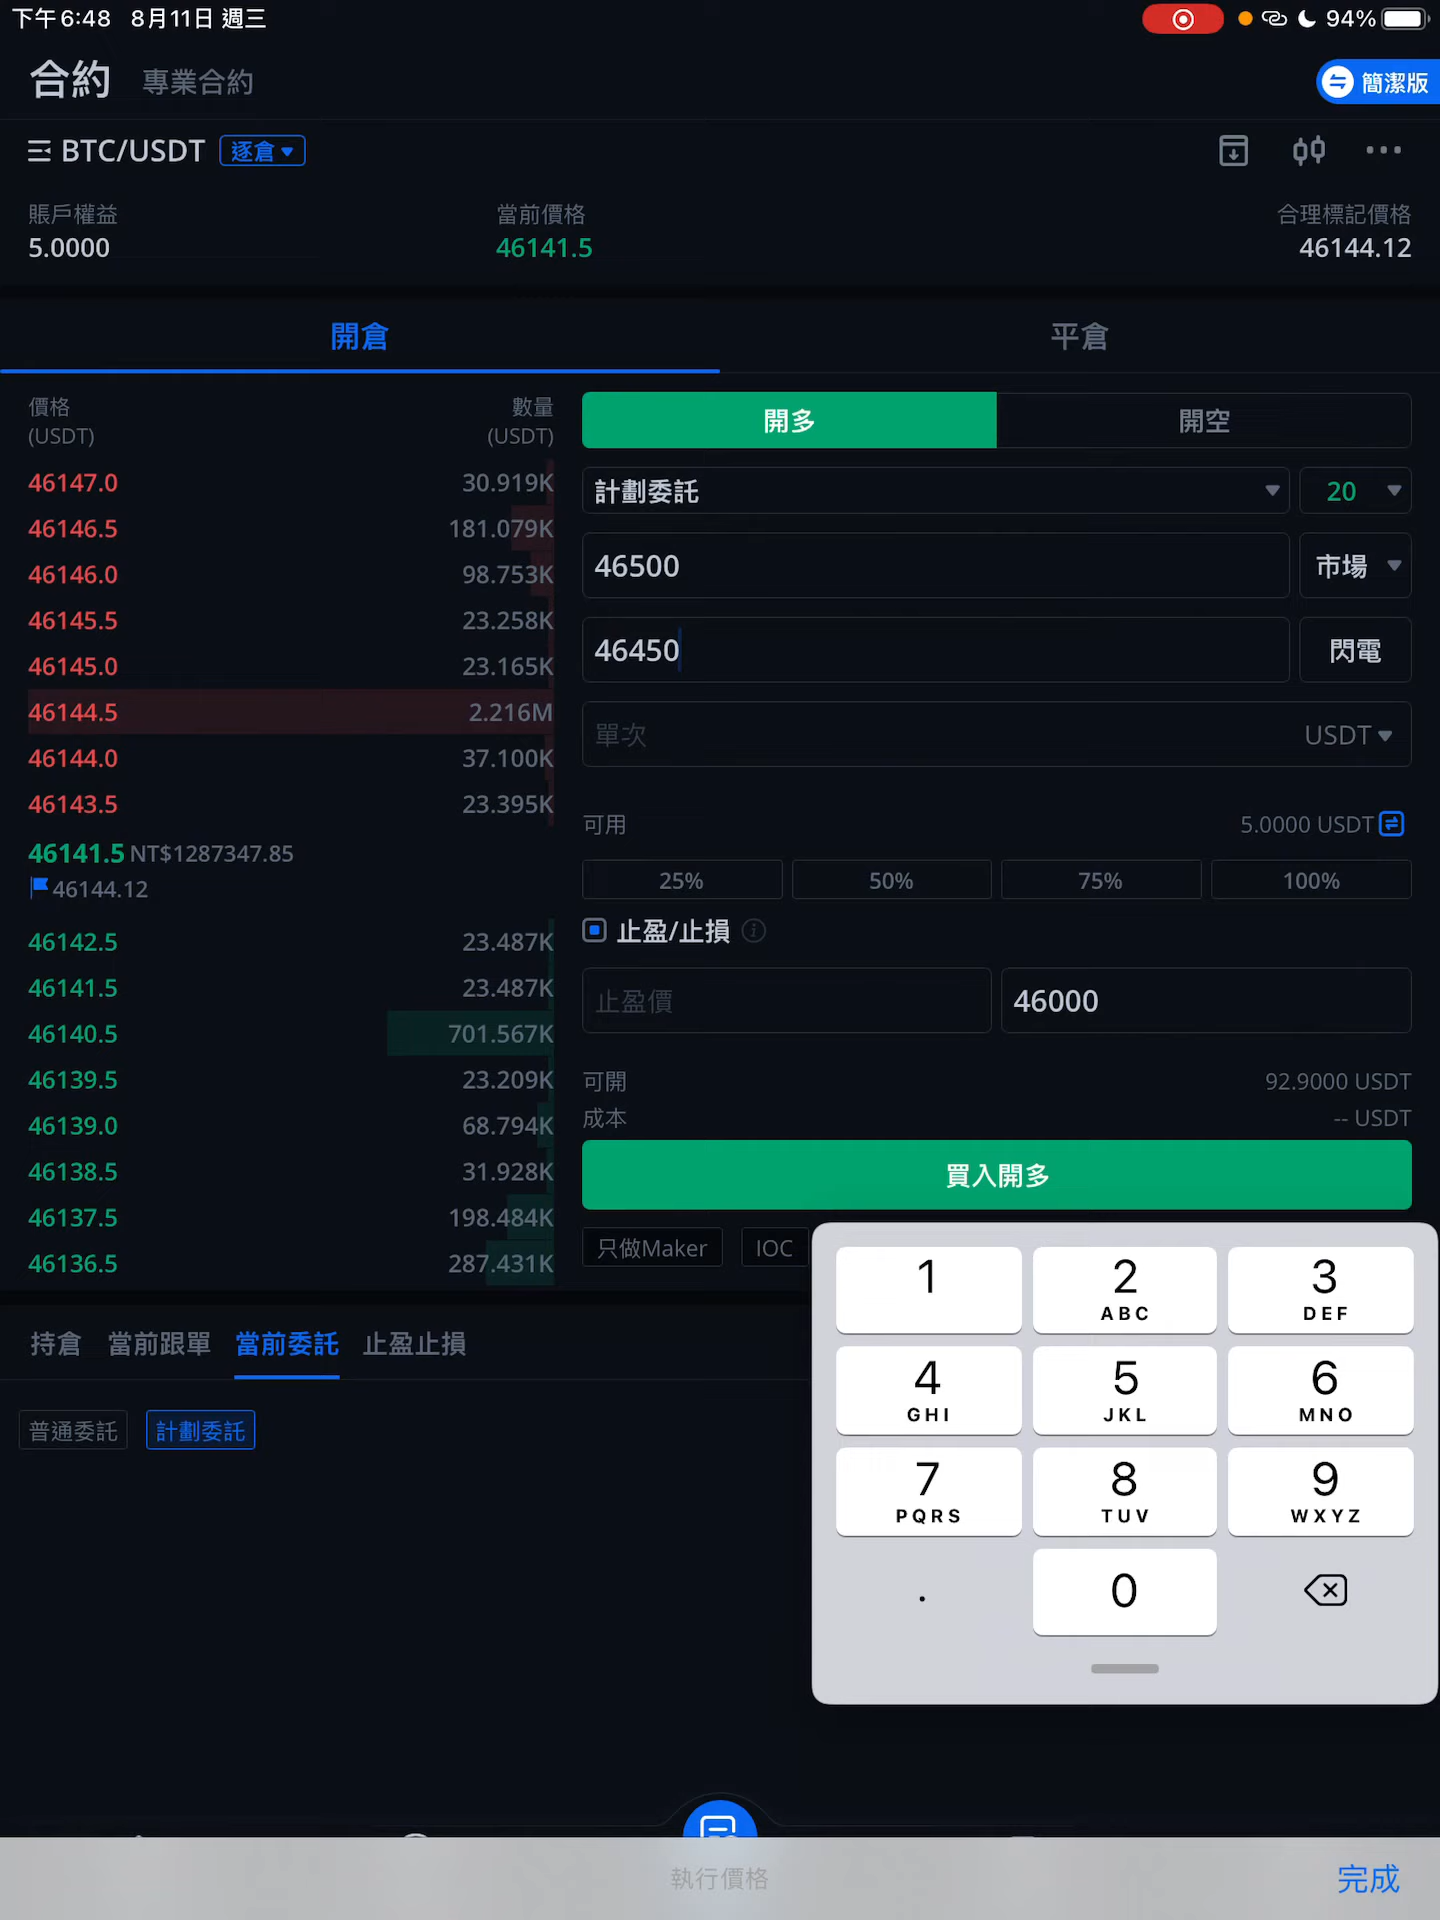 下午6:48 8月11日 週三 94%
合約 專業合約 簡潔版
BTC/USDT 逐倉
賬戶權益 當前價格 合理標記價格
5.0000 46141.5 46144.12
開倉 平倉
價格 數量
(USDT) (USDT)
46147.0 30.919K
46146.5 181.079K
46146.0 98.753K
46145.5 23.258K
46145.0 23.165K
46144.5 2.216M
46144.0 37.100K
46143.5 23.395K
46141.5 NT$1287347.85
46144.12
46142.5 23.487K
46141.5 23.487K
46140.5 701.567K
46139.5 23.209K
46139.0 68.794K
46138.5 31.928K
46137.5 198.484K
46136.5 287.431K
開多 開空
計劃委託 20
46500 市場
46450 閃電
單次 USDT
可用 5.0000 USDT
25% 50% 75% 100%
止盈/止損
止盈價 46000
可開 92.9000 USDT
成本 -- USDT
買入開多
只做Maker IOC
持倉 當前跟單 當前委託 止盈止損
普通委託 計劃委託
1 2 3
ABC DEF
4 5 6
GHI JKL MNO
7 8 9
PQRS TUV WXYZ
. 0
執行價格 完成